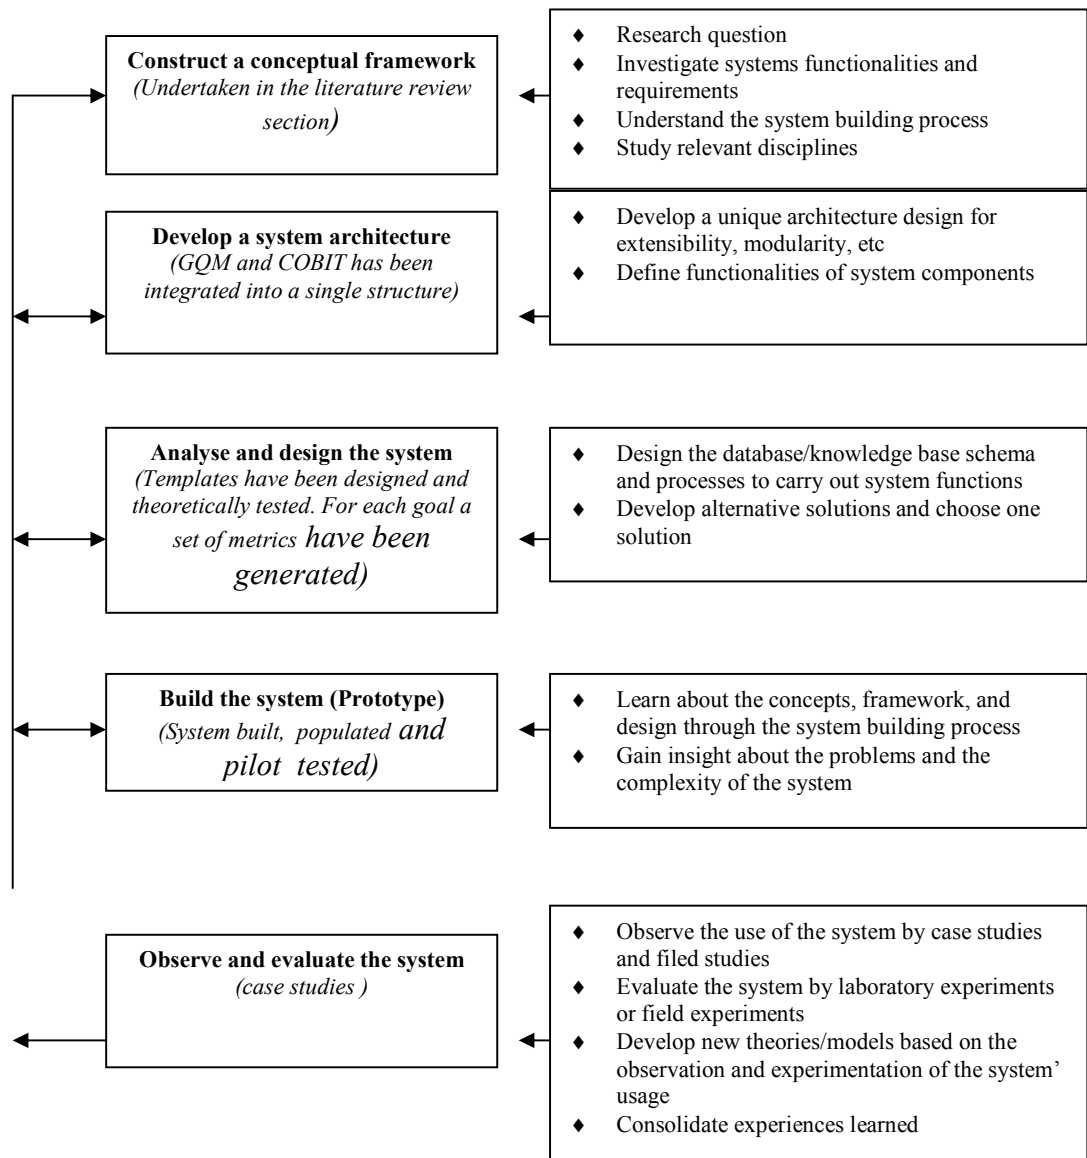 Construct a conceptual framework
(Undertaken in the literature review
section)
♦ Research question
♦ Investigate systems functionalities and
requirements
♦ Understand the system building process
♦ Study relevant disciplines
Develop a system architecture
(GQM and COBIT has been
integrated into a single structure)
♦ Develop a unique architecture design for
extensibility, modularity, etc
♦ Define functionalities of system components
Analyse and design the system
(Templates have been designed and
theoretically tested. For each goal a
set of metrics have been
generated)
♦ Design the database/knowledge base schema
and processes to carry out system functions
♦ Develop alternative solutions and choose one
solution
Build the system (Prototype)
(System built, populated and
pilot tested)
♦ Learn about the concepts, framework, and
design through the system building process
♦ Gain insight about the problems and the
complexity of the system
Observe and evaluate the system
(case studies )
♦ Observe the use of the system by case studies
and filed studies
♦ Evaluate the system by laboratory experiments
or field experiments
♦ Develop new theories/models based on the
observation and experimentation of the system'
usage
♦ Consolidate experiences learned